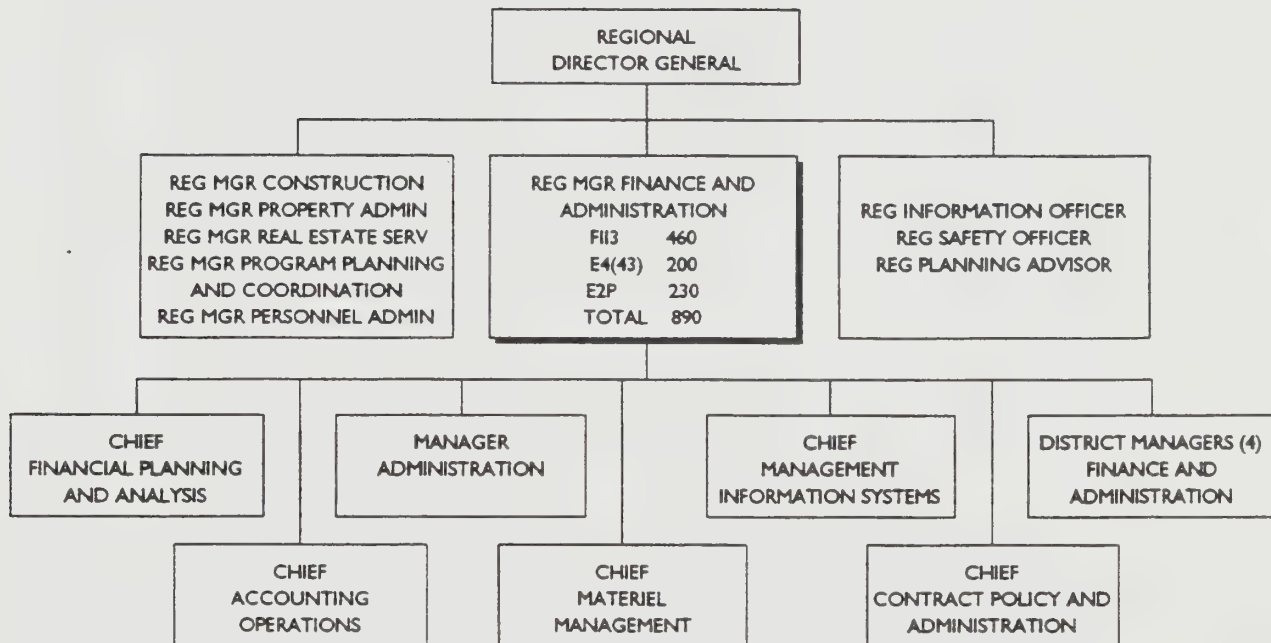 REGIONAL
DIRECTOR GENERAL
REG MGR CONSTRUCTION
REG MGR PROPERTY ADMIN
REG MGR REAL ESTATE SERV
REG MGR PROGRAM PLANNING
AND COORDINATION
REG MGR PERSONNEL ADMIN
REG MGR FINANCE AND
ADMINISTRATION
FII3 460
E4(43) 200
E2P 230
TOTAL 890
REG INFORMATION OFFICER
REG SAFETY OFFICER
REG PLANNING ADVISOR
CHIEF
FINANCIAL PLANNING
AND ANALYSIS
MANAGER
ADMINISTRATION
CHIEF
MANAGEMENT
INFORMATION SYSTEMS
DISTRICT MANAGERS (4)
FINANCE AND
ADMINISTRATION
CHIEF
ACCOUNTING
OPERATIONS
CHIEF
MATERIEL
MANAGEMENT
CHIEF
CONTRACT POLICY AND
ADMINISTRATION